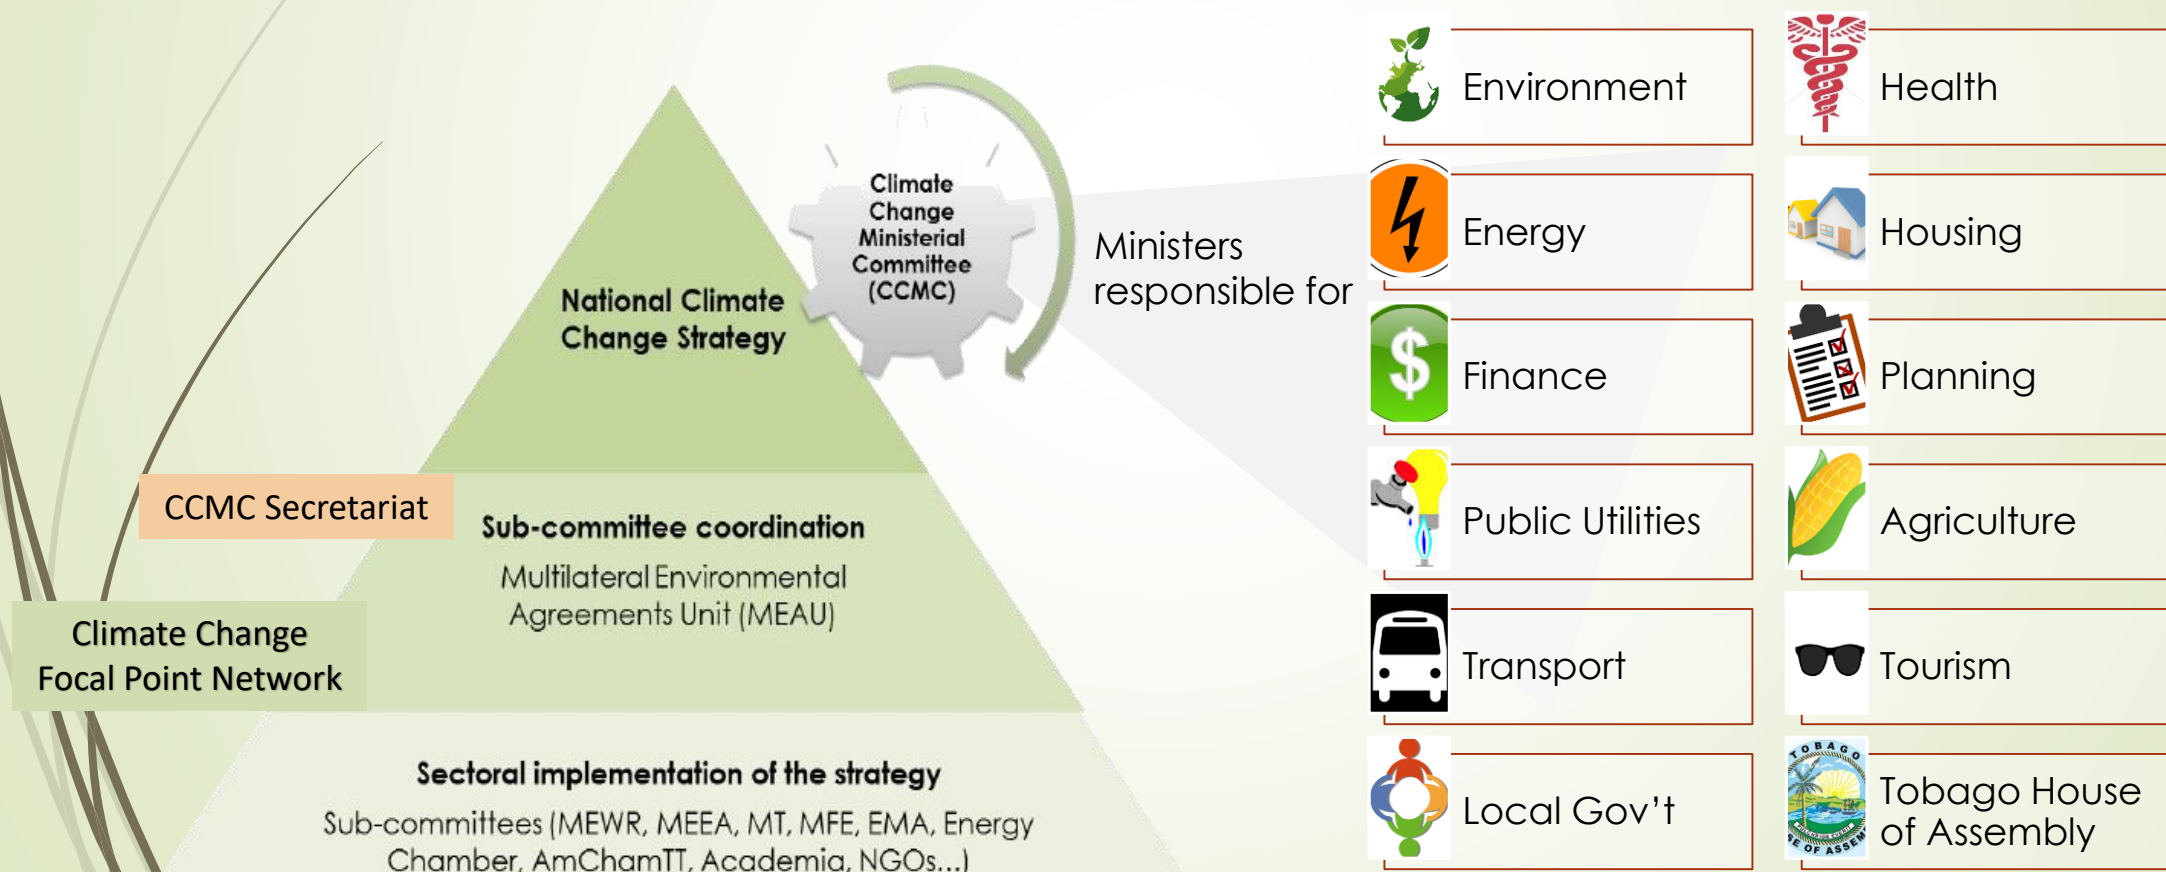 Climate
Change
Ministerial
Committee
(CCMC)
National Climate
Change Strategy
CCMC Secretariat
Sub-committee coordination
Multilateral Environmental
Agreements Unit (MEAU)
Climate Change
Focal Point Network
Sectoral implementation of the strategy
Sub-committees (MEWR, MEEA, MT, MFE, EMA, Energy
Chamber, AmChamTT, Academia, NGOs...)
Ministers
responsible for
Environment
Health
Energy
Housing
Finance
Planning
Public Utilities
Agriculture
Transport
Tourism
Local Gov’t
Tobago House
of Assembly
TOBAGO